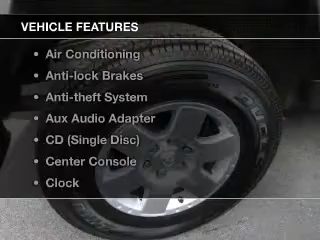 VEHICLE FEATURES
• Air Conditioning
• Anti-lock Brakes
• Anti-theft System
• Aux Audio Adapter
• CD (Single Disc)
• Center Console
• Clock